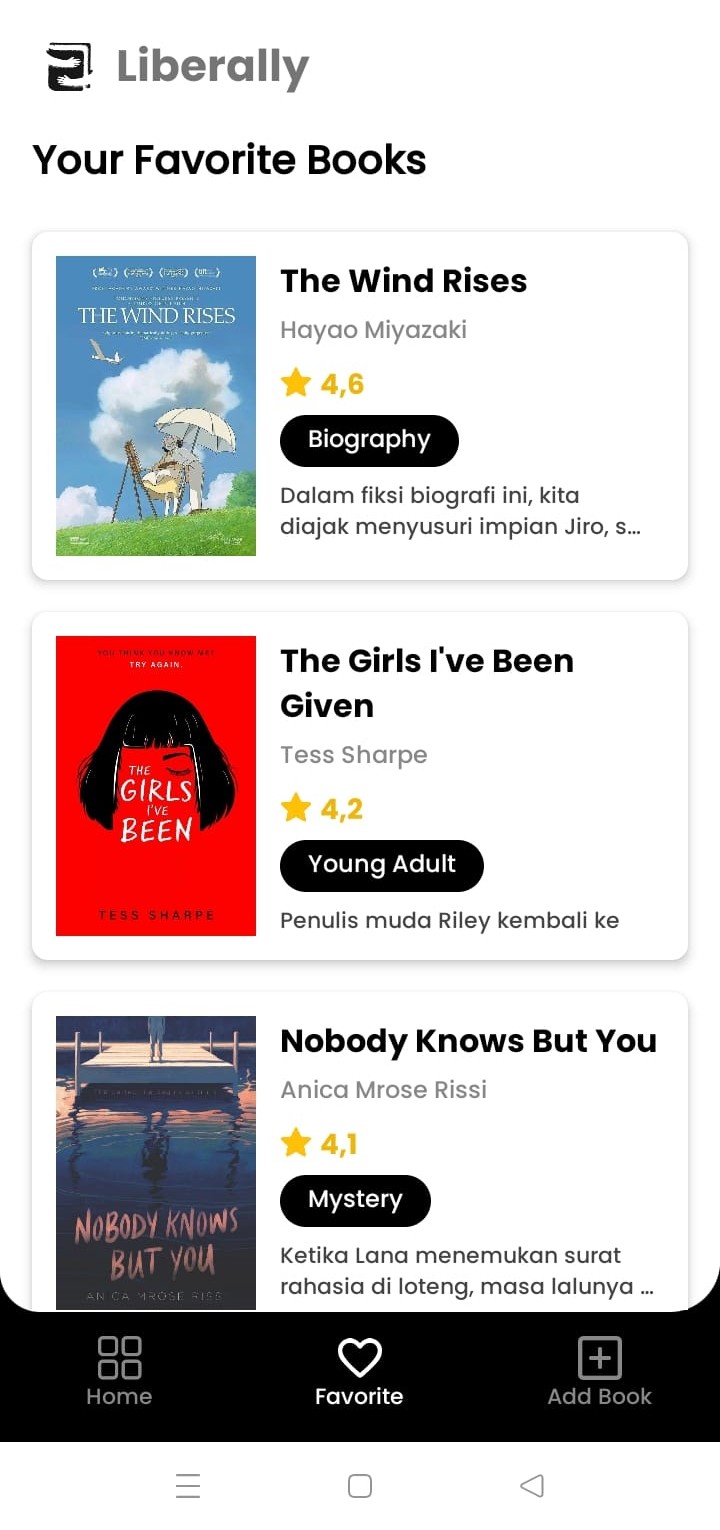 Liberally
Your Favorite Books
THE WIND RISES
The Wind Rises
Hayao Miyazaki
4,6
Biography
Dalam fiksi biografi ini, kita
diajak menyusuri impian Jiro, s...
YOU THINK YOU KNOW ME?
TRY AGAIN.
THE
GIRLS
I'VE
BEEN
TESS SHARPE
The Girls I've Been
Given
Tess Sharpe
4,2
Young Adult
Penulis muda Riley kembali ke
NOBODY KNOWS
BUT YOU
ANICA MROSE RISSI
Nobody Knows But You
Anica Mrose Rissi
4,1
Mystery
Ketika Lana menemukan surat
rahasia di loteng, masa lalunya ...
Home
Favorite
Add Book